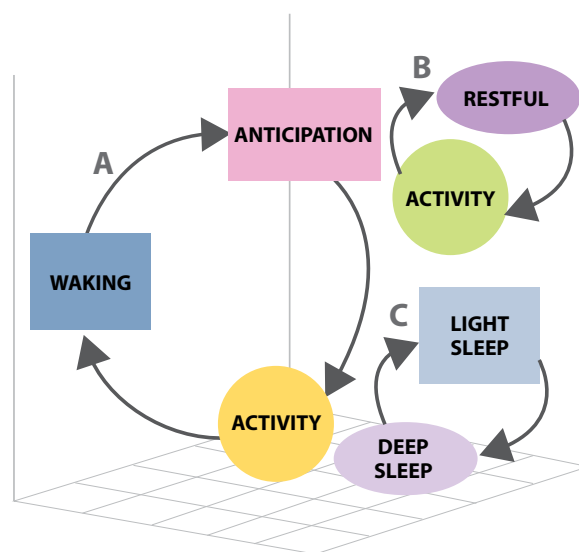 A
ANTICIPATION
WAKING
ACTIVITY
B
RESTFUL
ACTIVITY
C
LIGHT
SLEEP
DEEP
SLEEP